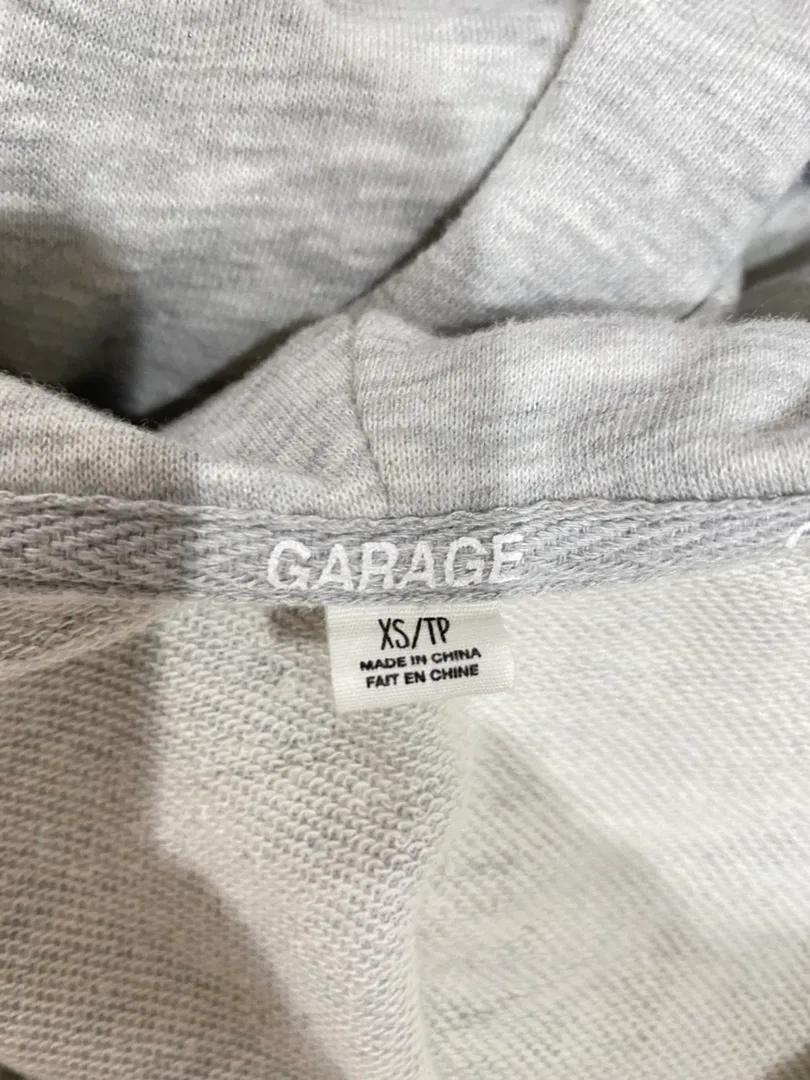 GARAGE
XS/TP
MADE IN CHINA
FAIT EN CHINE